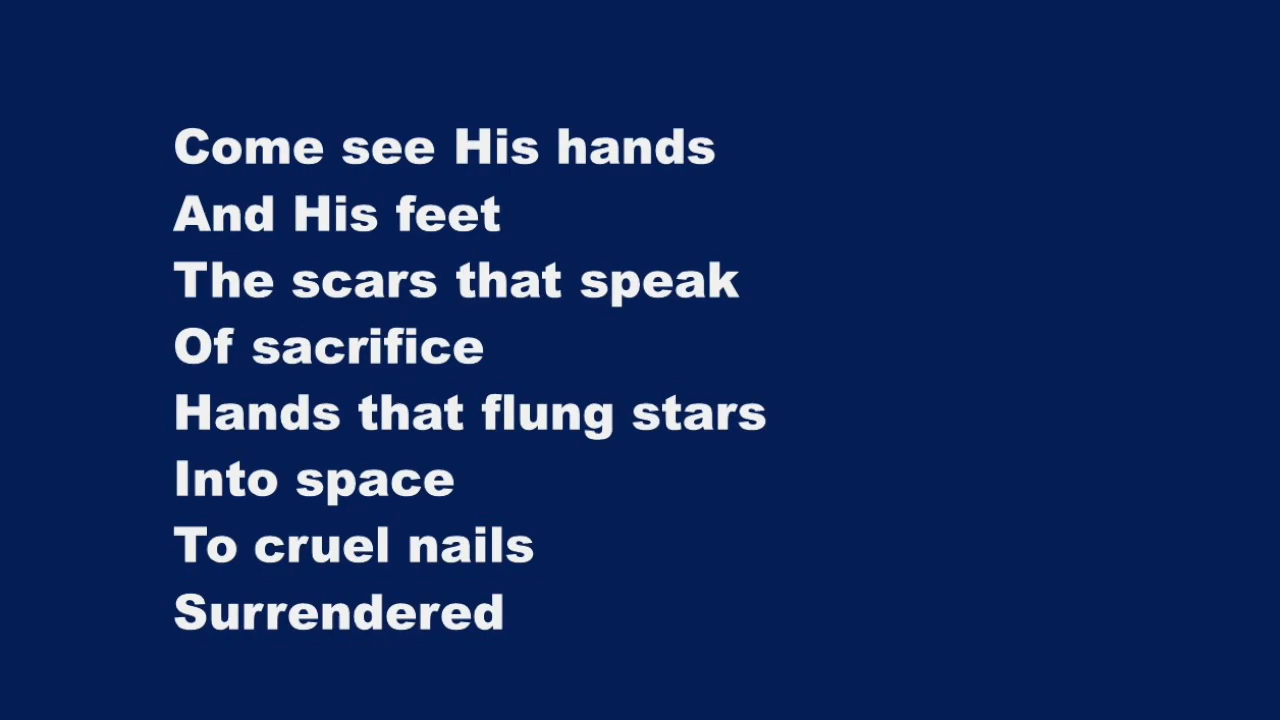 Come see His hands
And His feet
The scars that speak
Of sacrifice
Hands that flung stars
Into space
To cruel nails
Surrendered